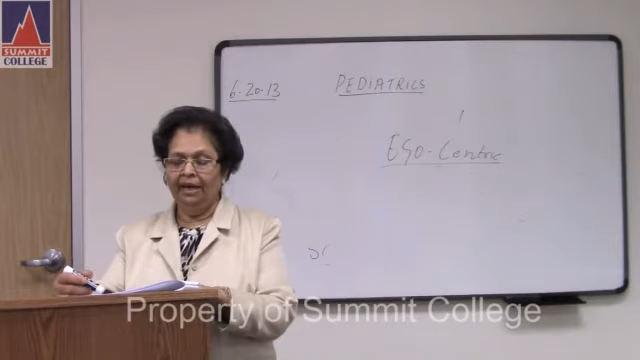 SUMMIT
COLLEGE
6-20-13
PEDIATRICS
EGO-Centric
Property of Summit College